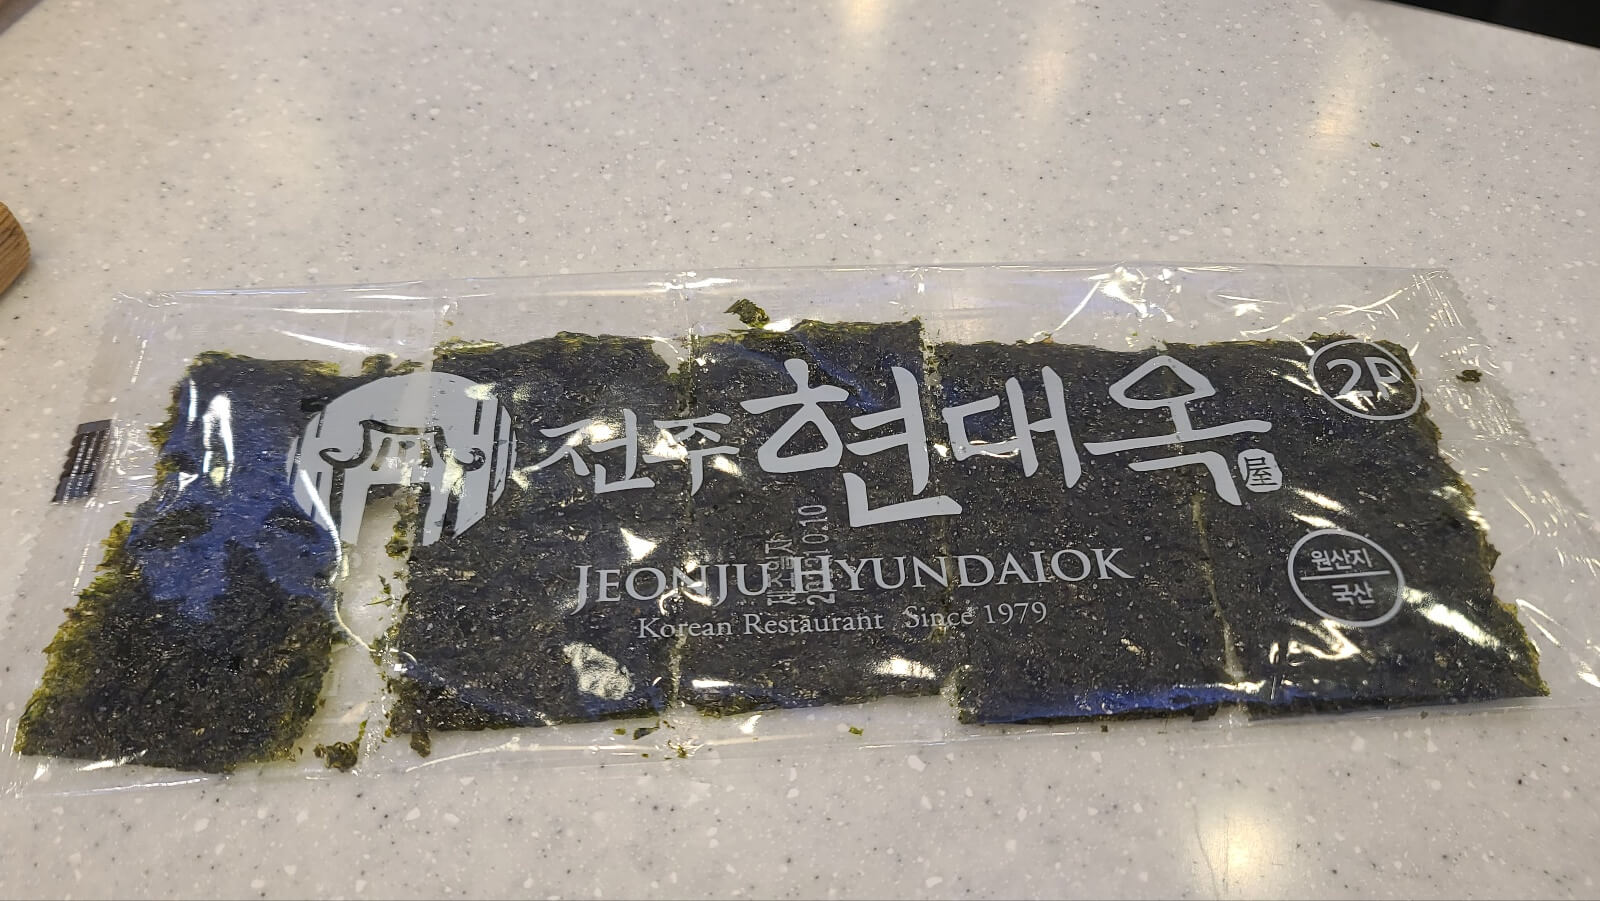 전주 현대옥
屋
2P
JEONJU HYUNDAIOK
Korean Restaurant Since 1979
원산지
국산